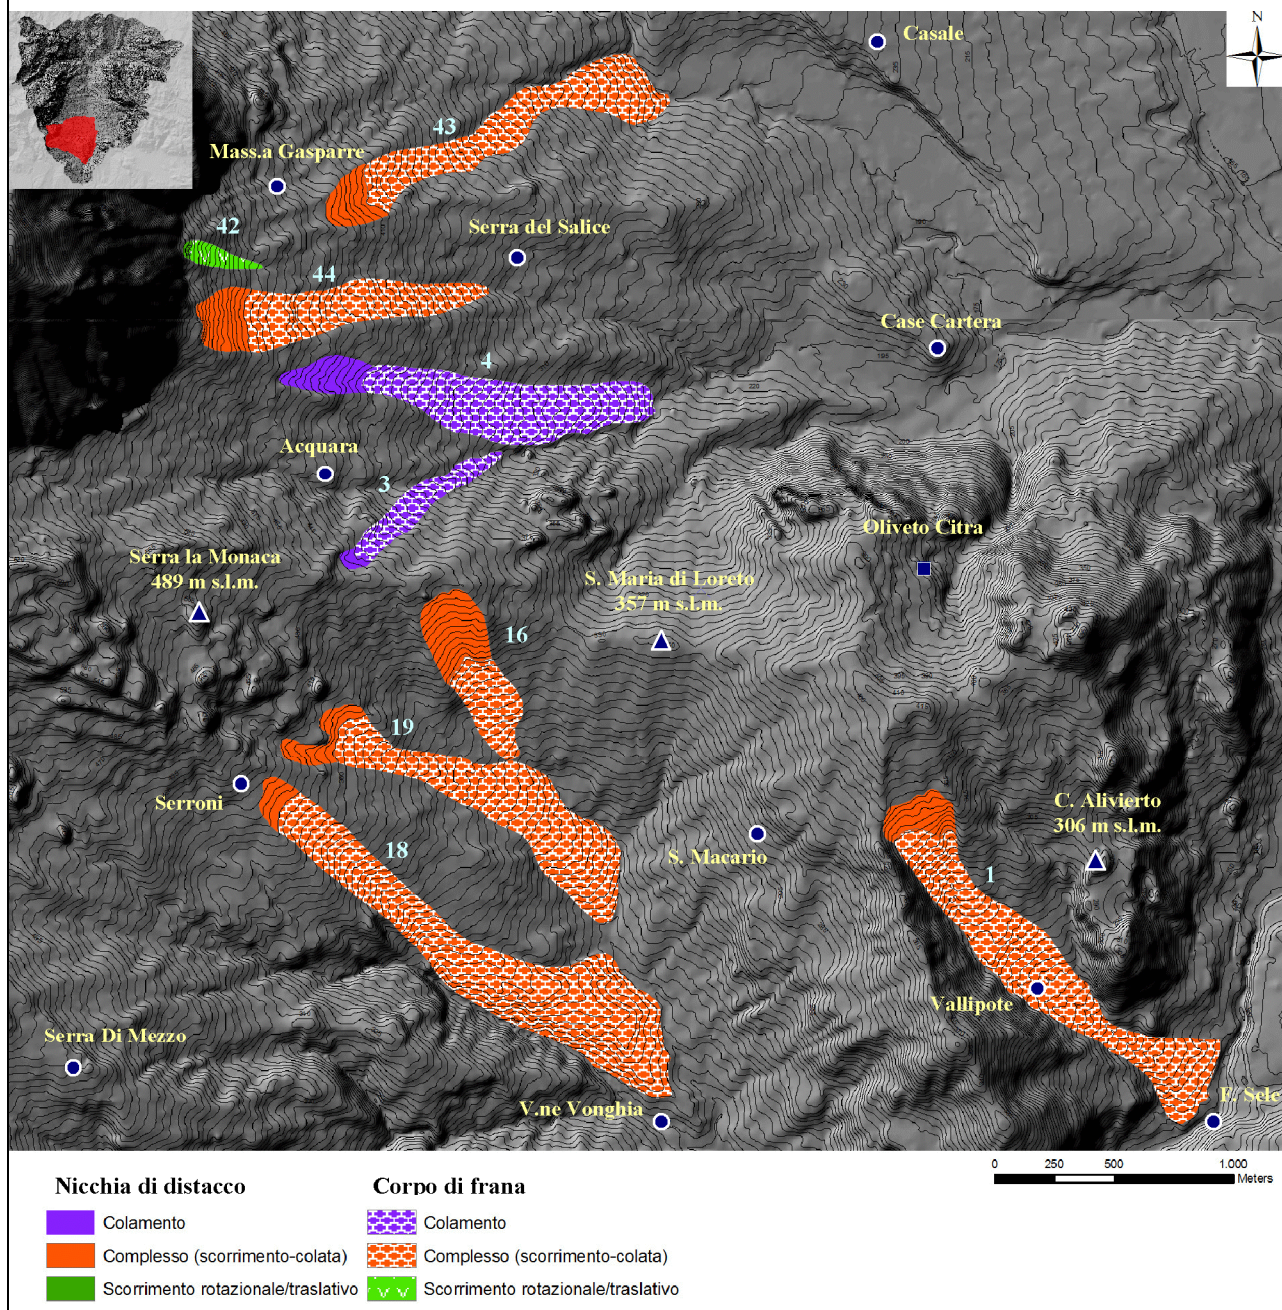 N
Casale
43
Mass.a Gasparre
42
Serra del Salice
44
Case Cartera
4
Acquara
3
Oliveto Citra
Serra la Monaca
489 m s.l.m.
S. Maria di Loreto
357 m s.l.m.
16
19
Serroni
C. Alivierto
306 m s.l.m.
18
S. Macario
1
Vallipote
Serra Di Mezzo
V.ne Vonghia
F. Sele
0 250 500 1.000
Meters
Nicchia di distacco
Corpo di frana
Colamento
Colamento
Complesso (scorrimento-colata)
Complesso (scorrimento-colata)
Scorrimento rotazionale/traslativo
Scorrimento rotazionale/traslativo